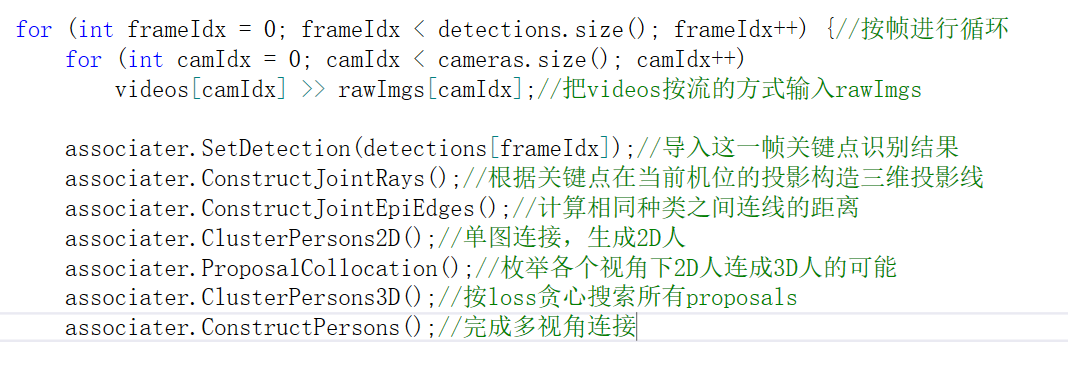 for (int frameIdx = 0; frameIdx < detections.size(); frameIdx++) {//按帧进行循环
for (int camIdx = 0; camIdx < cameras.size(); camIdx++)
videos[camIdx] >> rawImgs[camIdx];//把videos按流的方式输入rawImgs
associater.SetDetection(detections[frameIdx]);//导入这一帧关键点识别结果
associater.ConstructJointRays();//根据关键点在当前机位的投影构造三维投影线
associater.ConstructJointEpiEdges();//计算相同种类之间连线的距离
associater.ClusterPersons2D();//单图连接，生成2D人
associater.ProposalCollocation();//枚举各个视角下2D人连成3D人的可能
associater.ClusterPersons3D();//按loss贪心搜索所有proposals
associater.ConstructPersons();//完成多视角连接